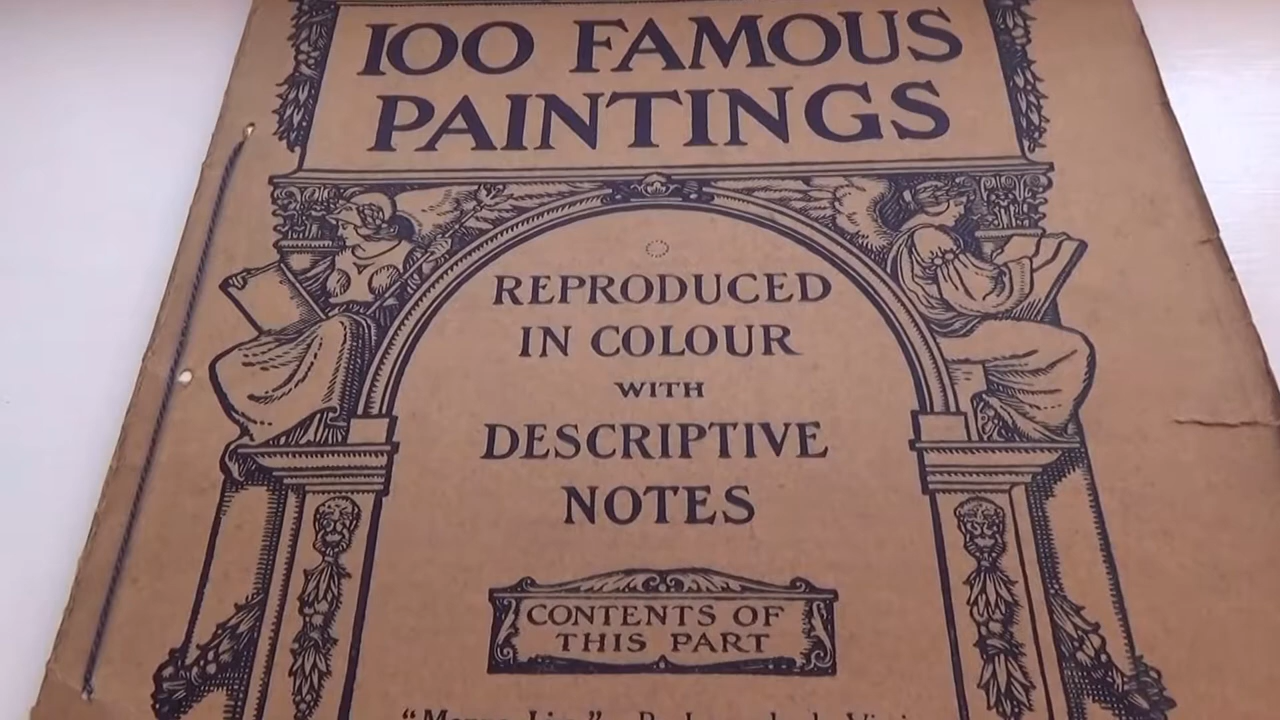 100 FAMOUS
PAINTINGS
REPRODUCED
IN COLOUR
WITH
DESCRIPTIVE
NOTES
CONTENTS OF
THIS PART